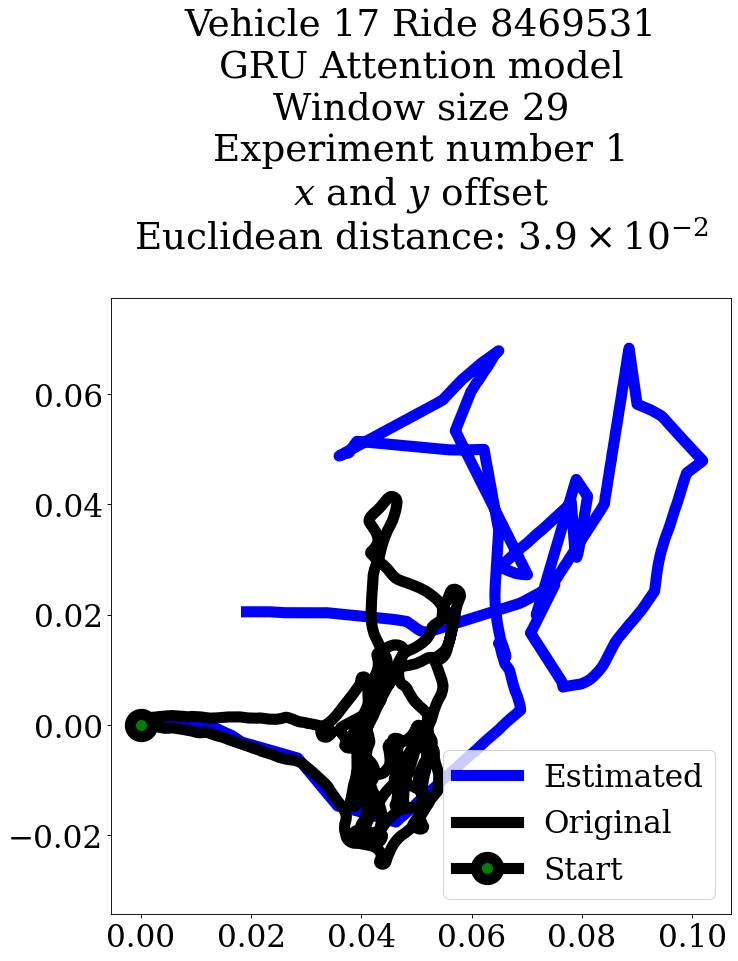 Vehicle 17 Ride 8469531
GRU Attention model
Window size 29
Experiment number 1
x and y offset
Euclidean distance: 3.9 × 10⁻²
0.06
0.04
0.02
0.00
−0.02
Estimated
Original
Start
0.00 0.02 0.04 0.06 0.08 0.10